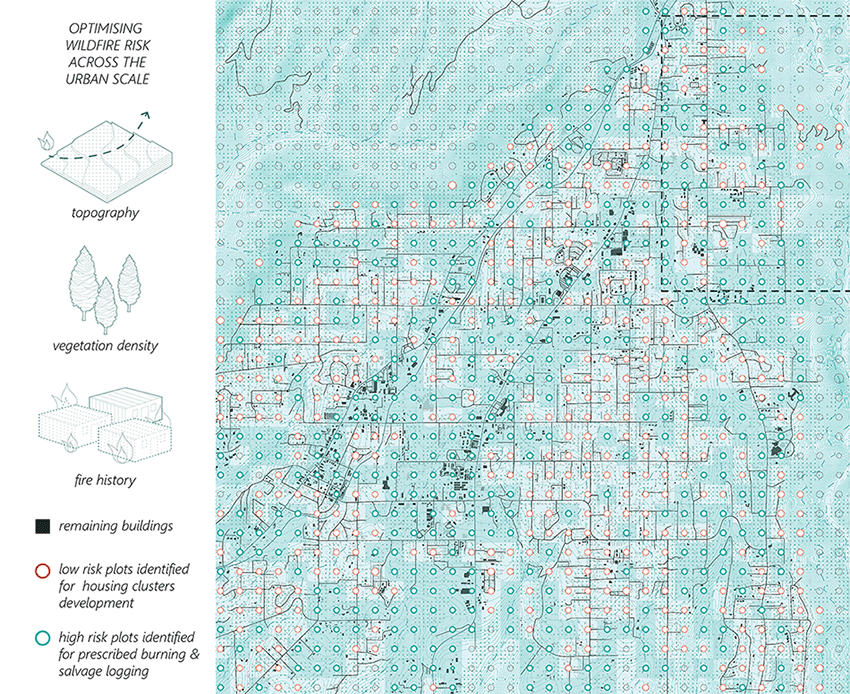 OPTIMISING
WILDFIRE RISK
ACROSS THE
URBAN SCALE
topography
vegetation density
fire history
remaining buildings
low risk plots identified
for housing clusters
development
high risk plots identified
for prescribed burning &
salvage logging